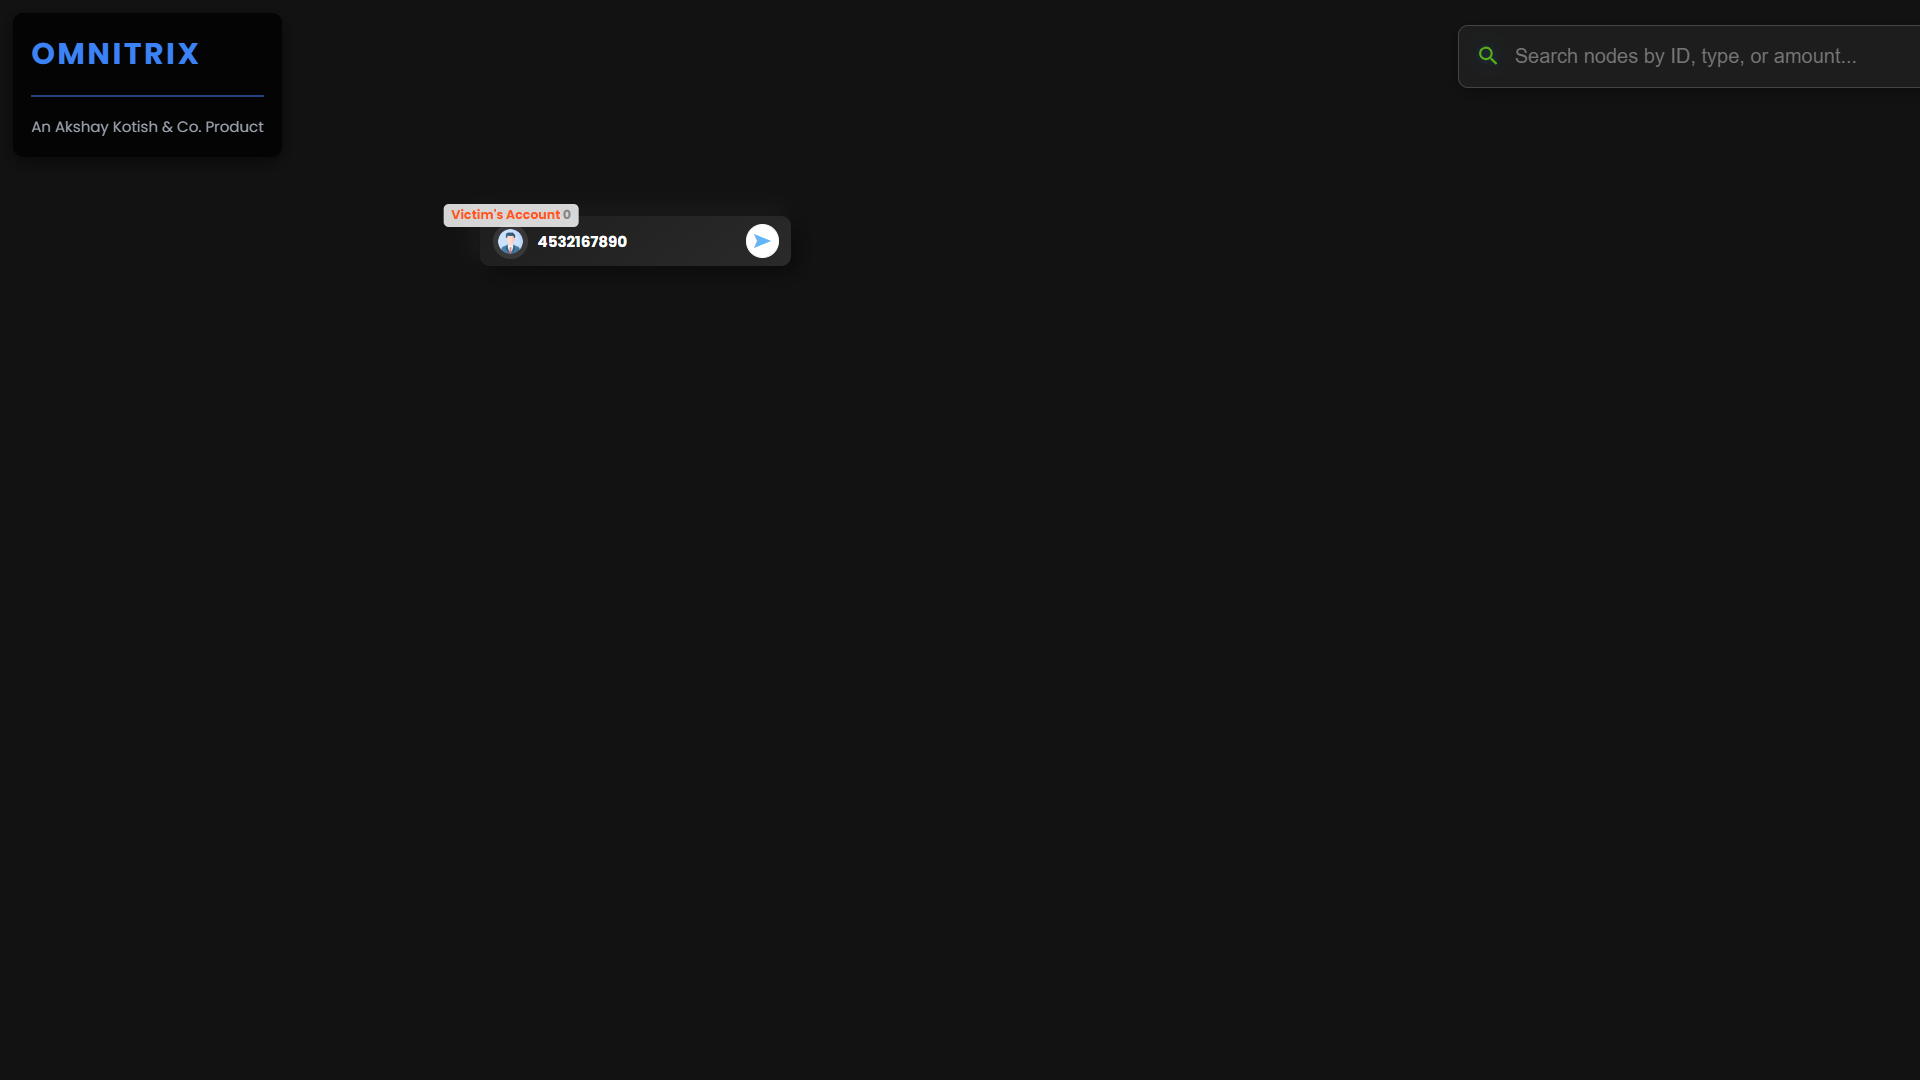 OMNITRIX
An Akshay Kotish & Co. Product
Search nodes by ID, type, or amount...
Victim's Account 0
4532167890